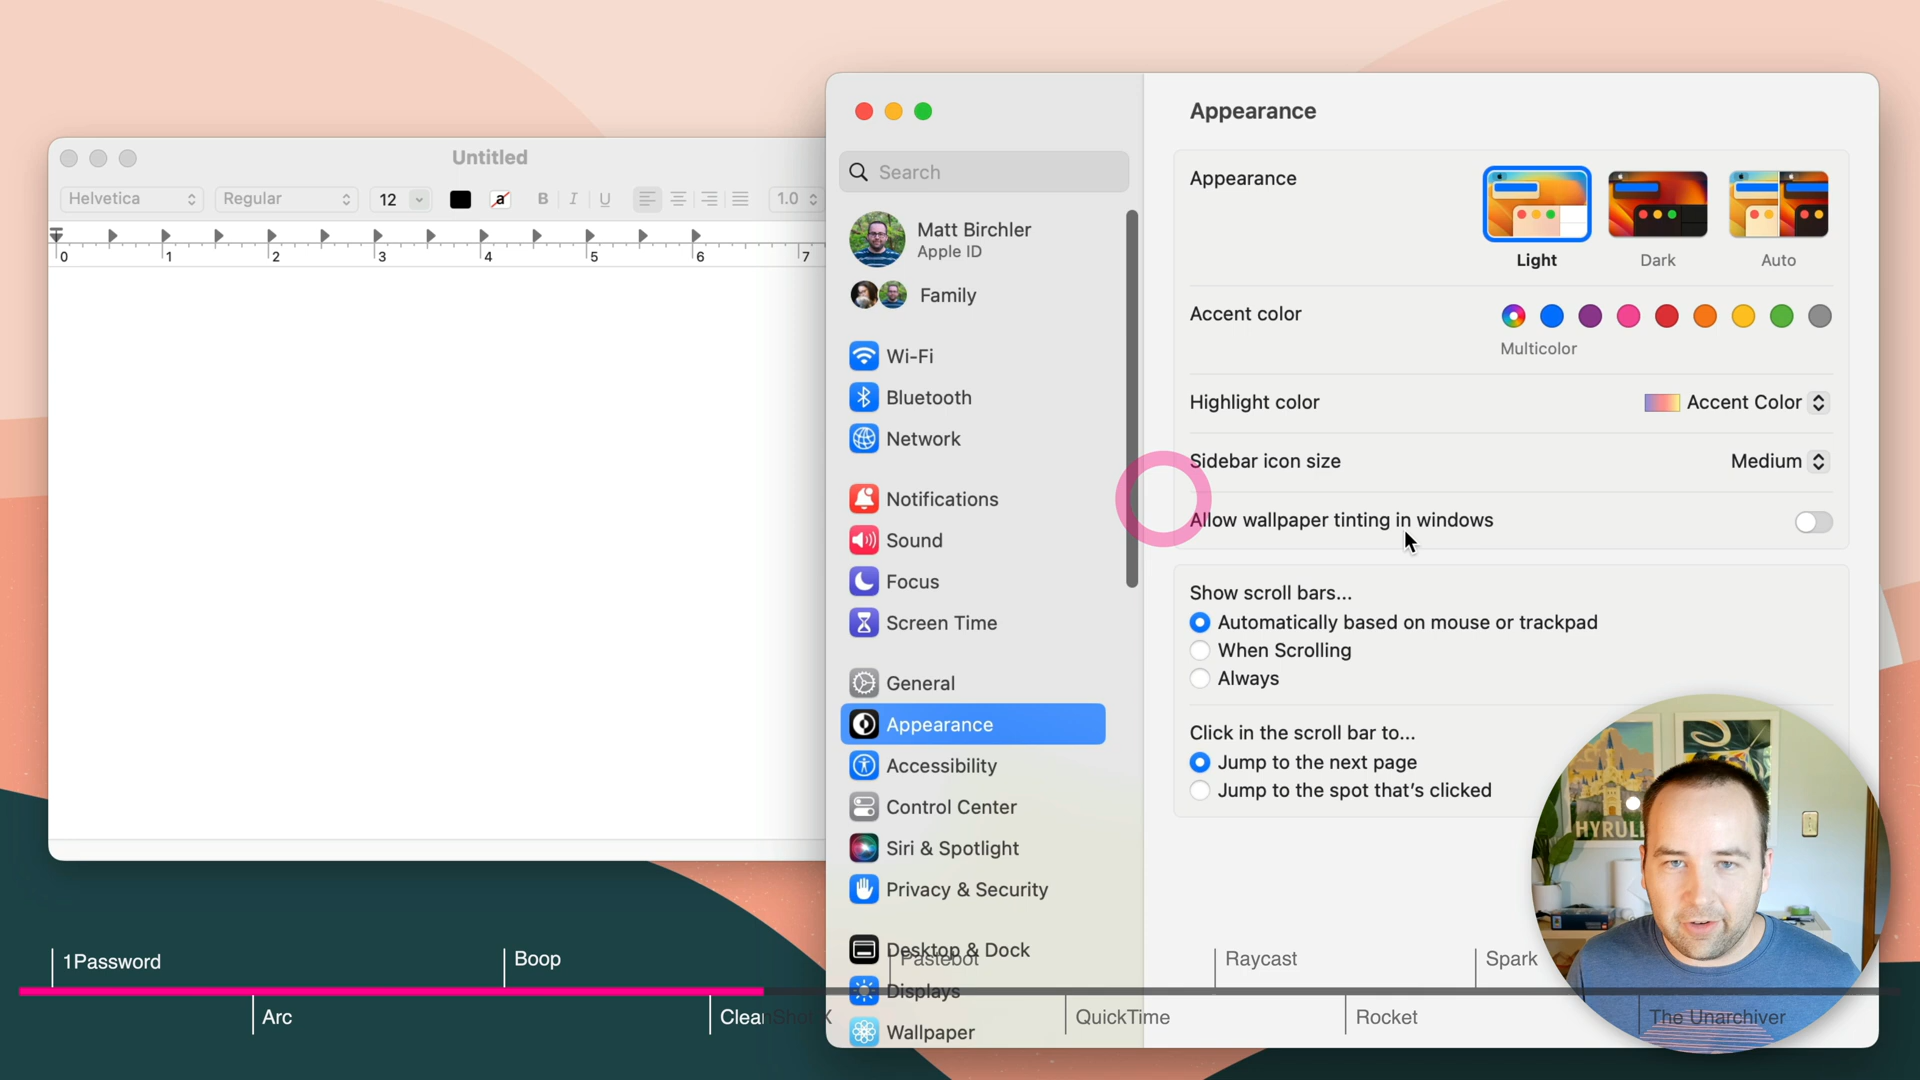 Untitled
Helvetica
Regular
12
a
B I U
1.0
0 1 2 3 4 5 6 7
Search
Matt Birchler
Apple ID
Family
Wi-Fi
Bluetooth
Network
Notifications
Sound
Focus
Screen Time
General
Appearance
Accessibility
Control Center
Siri & Spotlight
Privacy & Security
Desktop & Dock
Displays
Wallpaper
Appearance
Appearance
Light
Dark
Auto
Accent color
Multicolor
Highlight color
Accent Color
Sidebar icon size
Medium
Allow wallpaper tinting in windows
Show scroll bars...
Automatically based on mouse or trackpad
When Scrolling
Always
Click in the scroll bar to...
Jump to the next page
Jump to the spot that's clicked
HYRUL
1Password
Arc
Boop
CleanShot X
Pastebot
QuickTime
Raycast
Rocket
Spark
The Unarchiver